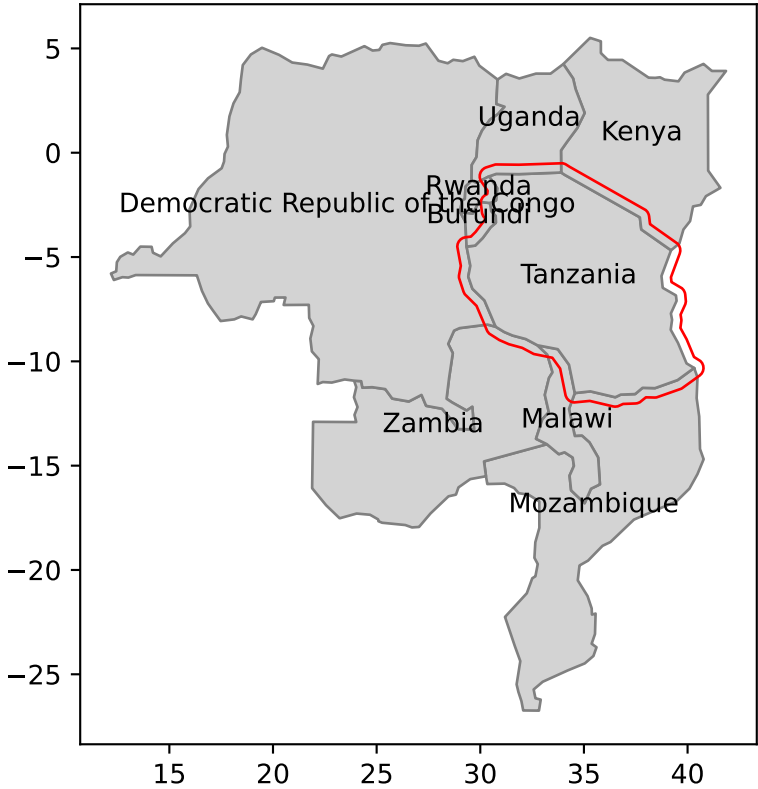 5
0
−5
−10
−15
−20
−25
Uganda
Kenya
Rwanda
Democratic Republic of the Congo
Burundi
Tanzania
Zambia
Malawi
Mozambique
15
20
25
30
35
40